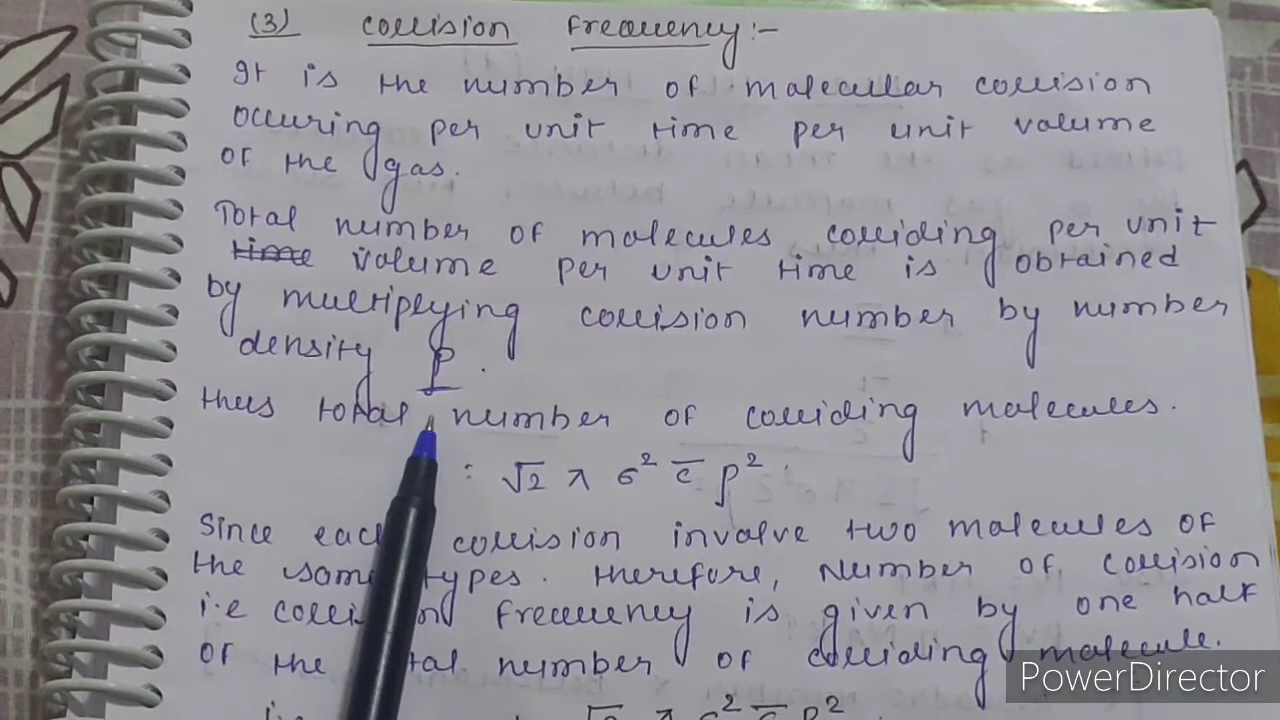 (3) Collision Frequency :-
It is the number of molecular collision
occuring per unit time per unit volume
of the gas.
Total number of molecules colliding per unit
time volume per unit time is obtained
by multiplying collision number by number
density ρ.
thus total number of colliding molecules.
: √2 π σ² c̅ ρ²
Since each collision involve two molecules of
the same types. therefore, Number of collision
i.e frequency is given by one half
of the number of colliding molecule.
PowerDirector